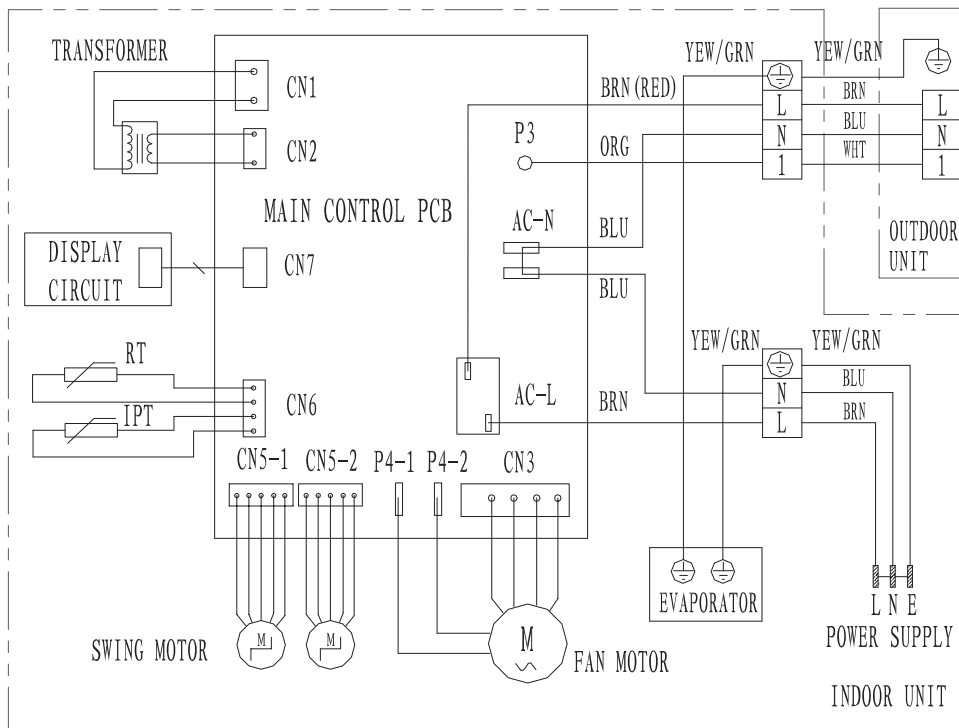 TRANSFORMER
CN1
CN2
MAIN CONTROL PCB
DISPLAY
CIRCUIT
CN7
RT
IPT
CN6
CN5-1
CN5-2
P4-1
P4-2
CN3
P3
AC-N
AC-L
YEW/GRN
YEW/GRN
BRN(RED)
L
BRN
L
N
BLU
N
ORG
1
WHT
1
BLU
BLU
OUTDOOR
UNIT
YEW/GRN
YEW/GRN
BLU
N
BRN
L
BRN
EVAPORATOR
L N E
POWER SUPPLY
SWING MOTOR
M
M
M
FAN MOTOR
INDOOR UNIT